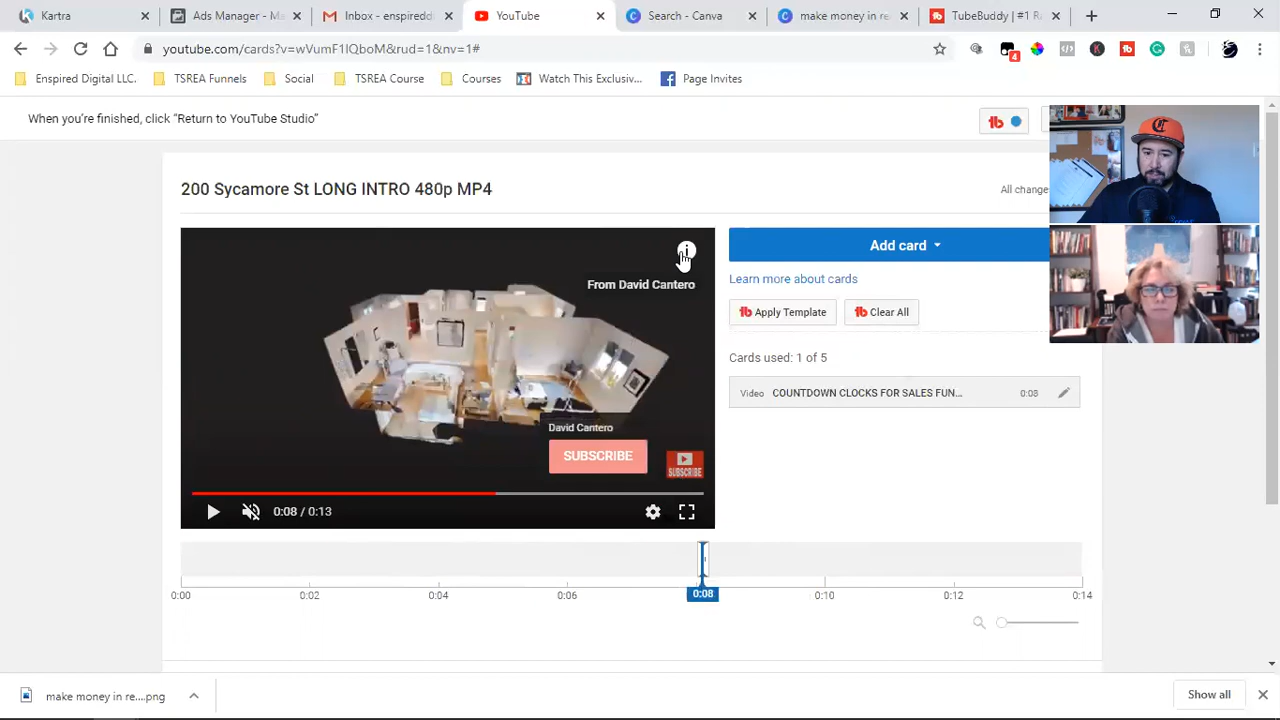 Kartra
Ads Manager - Ma
Inbox - enspireddi
YouTube
Search - Canva
make money in re
TubeBuddy | #1 Ra
youtube.com/cards?v=wVumF1IQboM&rud=1&nv=1#
4
Enspired Digital LLC.
TSREA Funnels
Social
TSREA Course
Courses
Watch This Exclusiv...
Page Invites
When you're finished, click "Return to YouTube Studio"
200 Sycamore St LONG INTRO 480p MP4
All change
From David Cantero
David Cantero
SUBSCRIBE
SUBSCRIBE
0:08 / 0:13
Add card
Learn more about cards
Apply Template
Clear All
Cards used: 1 of 5
Video COUNTDOWN CLOCKS FOR SALES FUN... 0:08
0:08
0:00 0:02 0:04 0:06 0:10 0:12 0:14
make money in re....png
Show all